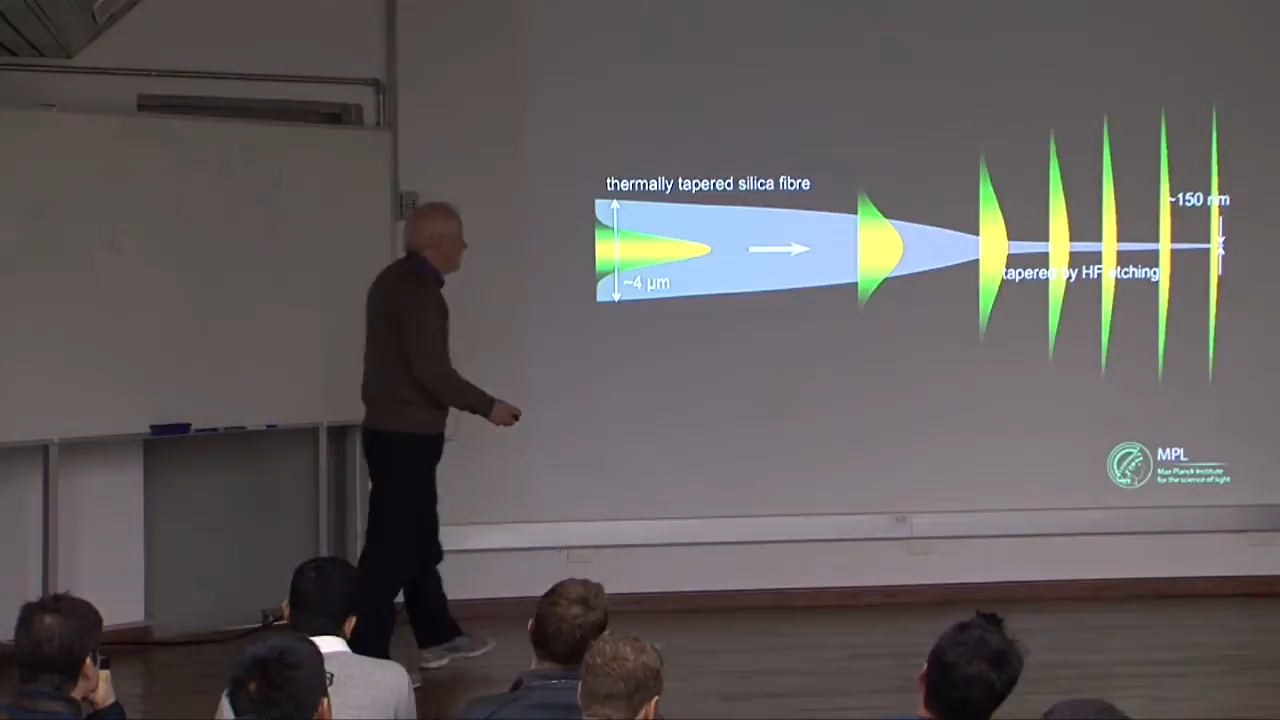 thermally tapered silica fibre
~150 nm
tapered by HF etching
~4 µm
MPL
Max Planck Institute
for the science of light